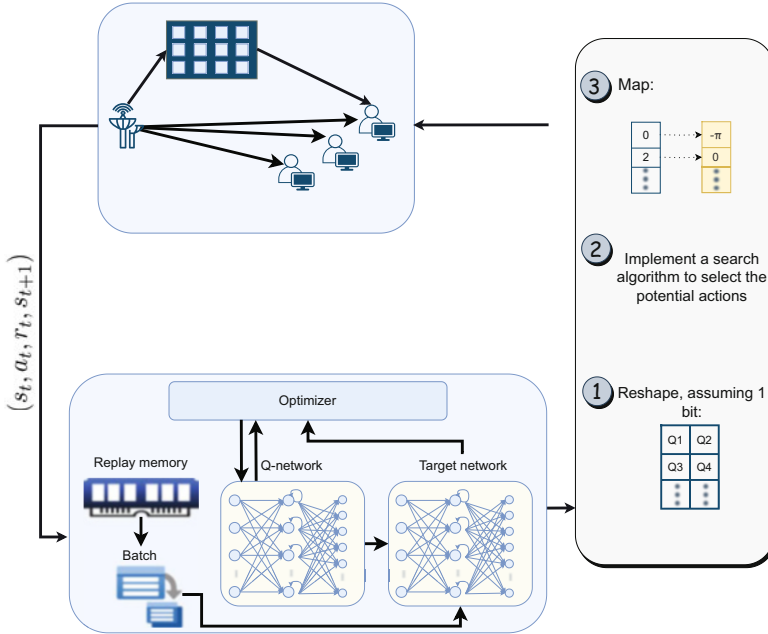 3 Map:
0 -π
2 0
2 Implement a search
algorithm to select the
potential actions
1 Reshape, assuming 1
bit:
Q1 Q2
Q3 Q4
(s_t, a_t, r_t, s_{t+1})
Optimizer
Replay memory
Q-network
Target network
Batch